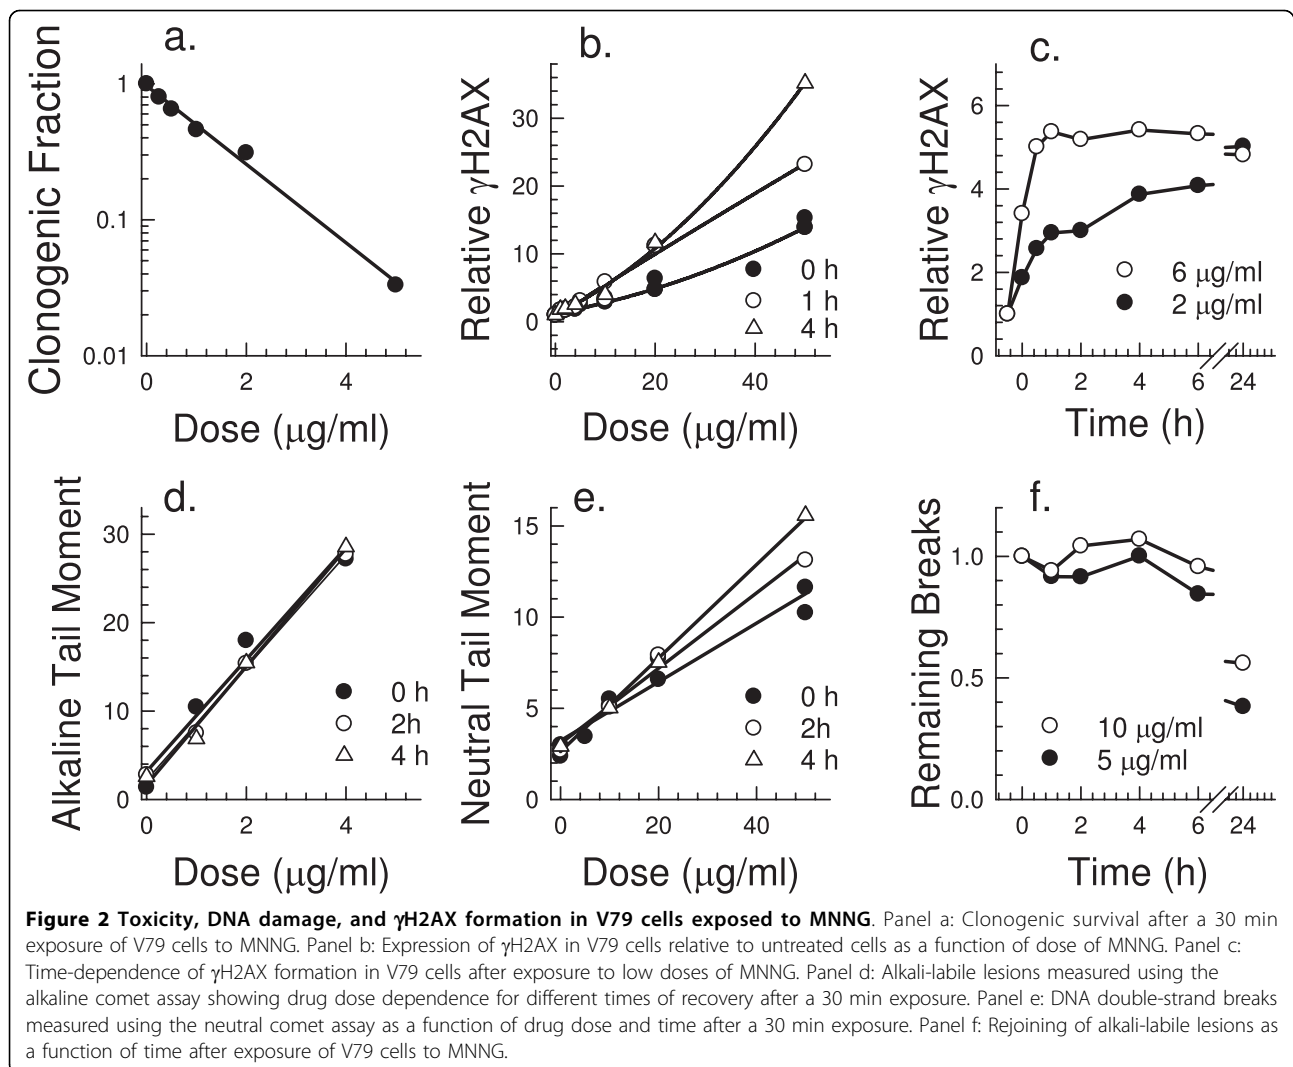 a.
Clonogenic Fraction
1
0.1
0.01
0 2 4
Dose (μg/ml)
b.
Relative γH2AX
30
20
10
0
0 h
1 h
4 h
0 20 40
Dose (μg/ml)
c.
Relative γH2AX
6
4
2
0
6 μg/ml
2 μg/ml
0 2 4 6 24
Time (h)
d.
Alkaline Tail Moment
30
20
10
0
0 h
2h
4 h
0 2 4
Dose (μg/ml)
e.
Neutral Tail Moment
15
10
5
0
0 h
2h
4 h
0 20 40
Dose (μg/ml)
f.
Remaining Breaks
1.0
0.5
0.0
10 μg/ml
5 μg/ml
0 2 4 6 24
Time (h)
Figure 2 Toxicity, DNA damage, and γH2AX formation in V79 cells exposed to MNNG. Panel a: Clonogenic survival after a 30 min
exposure of V79 cells to MNNG. Panel b: Expression of γH2AX in V79 cells relative to untreated cells as a function of dose of MNNG. Panel c:
Time-dependence of γH2AX formation in V79 cells after exposure to low doses of MNNG. Panel d: Alkali-labile lesions measured using the
alkaline comet assay showing drug dose dependence for different times of recovery after a 30 min exposure. Panel e: DNA double-strand breaks
measured using the neutral comet assay as a function of drug dose and time after a 30 min exposure. Panel f: Rejoining of alkali-labile lesions as
a function of time after exposure of V79 cells to MNNG.